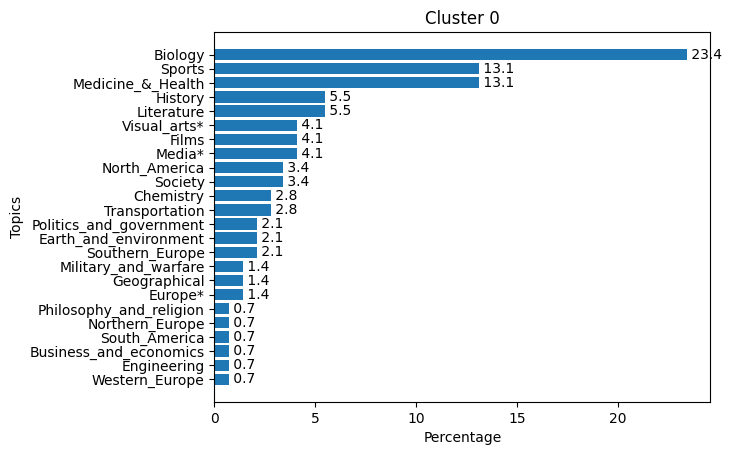 Cluster 0
Topics
Biology 23.4
Sports 13.1
Medicine_&_Health 13.1
History 5.5
Literature 5.5
Visual_arts* 4.1
Films 4.1
Media* 4.1
North_America 3.4
Society 3.4
Chemistry 2.8
Transportation 2.8
Politics_and_government 2.1
Earth_and_environment 2.1
Southern_Europe 2.1
Military_and_warfare 1.4
Geographical 1.4
Europe* 1.4
Philosophy_and_religion 0.7
Northern_Europe 0.7
South_America 0.7
Business_and_economics 0.7
Engineering 0.7
Western_Europe 0.7
0 5 10 15 20
Percentage